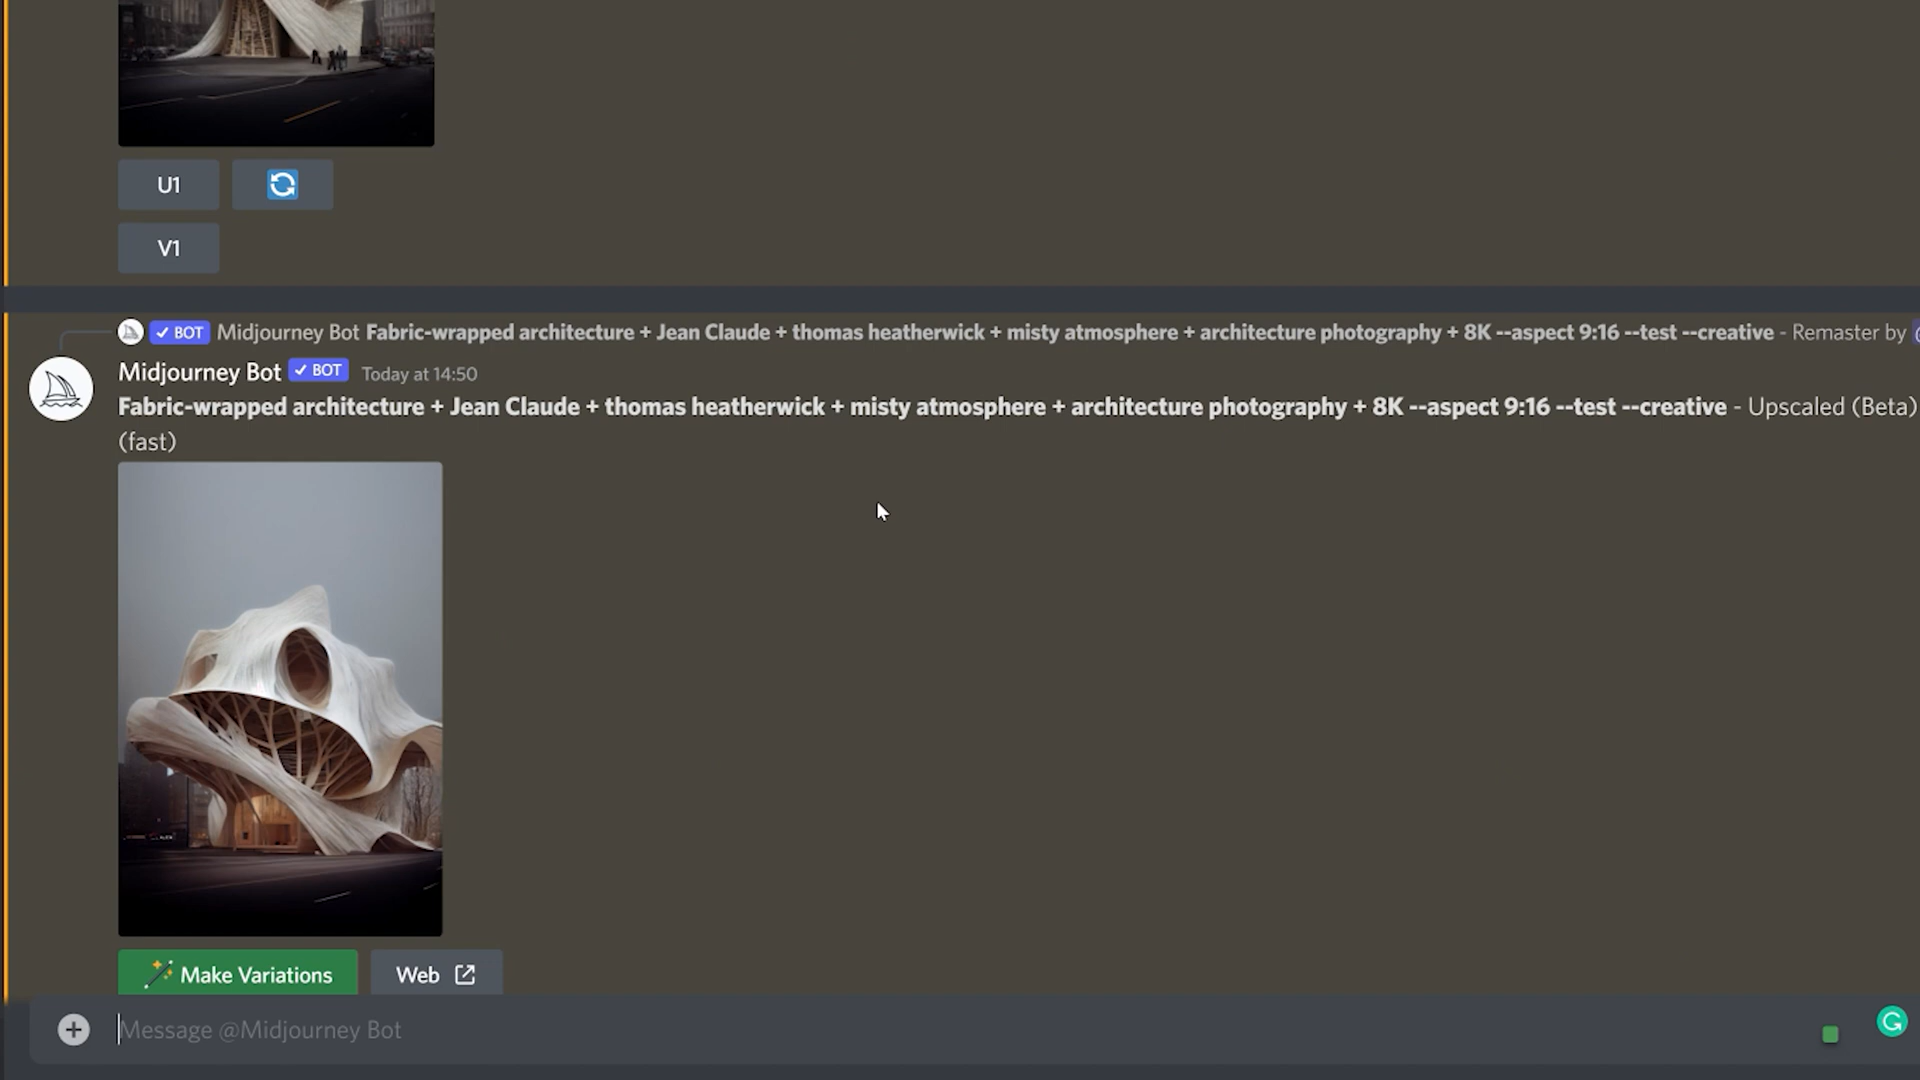 U1
V1
✓ BOT Midjourney Bot Fabric-wrapped architecture + Jean Claude + thomas heatherwick + misty atmosphere + architecture photography + 8K --aspect 9:16 --test --creative - Remaster by
Midjourney Bot ✓ BOT Today at 14:50
Fabric-wrapped architecture + Jean Claude + thomas heatherwick + misty atmosphere + architecture photography + 8K --aspect 9:16 --test --creative - Upscaled (Beta)
(fast)
Make Variations Web
Message @Midjourney Bot